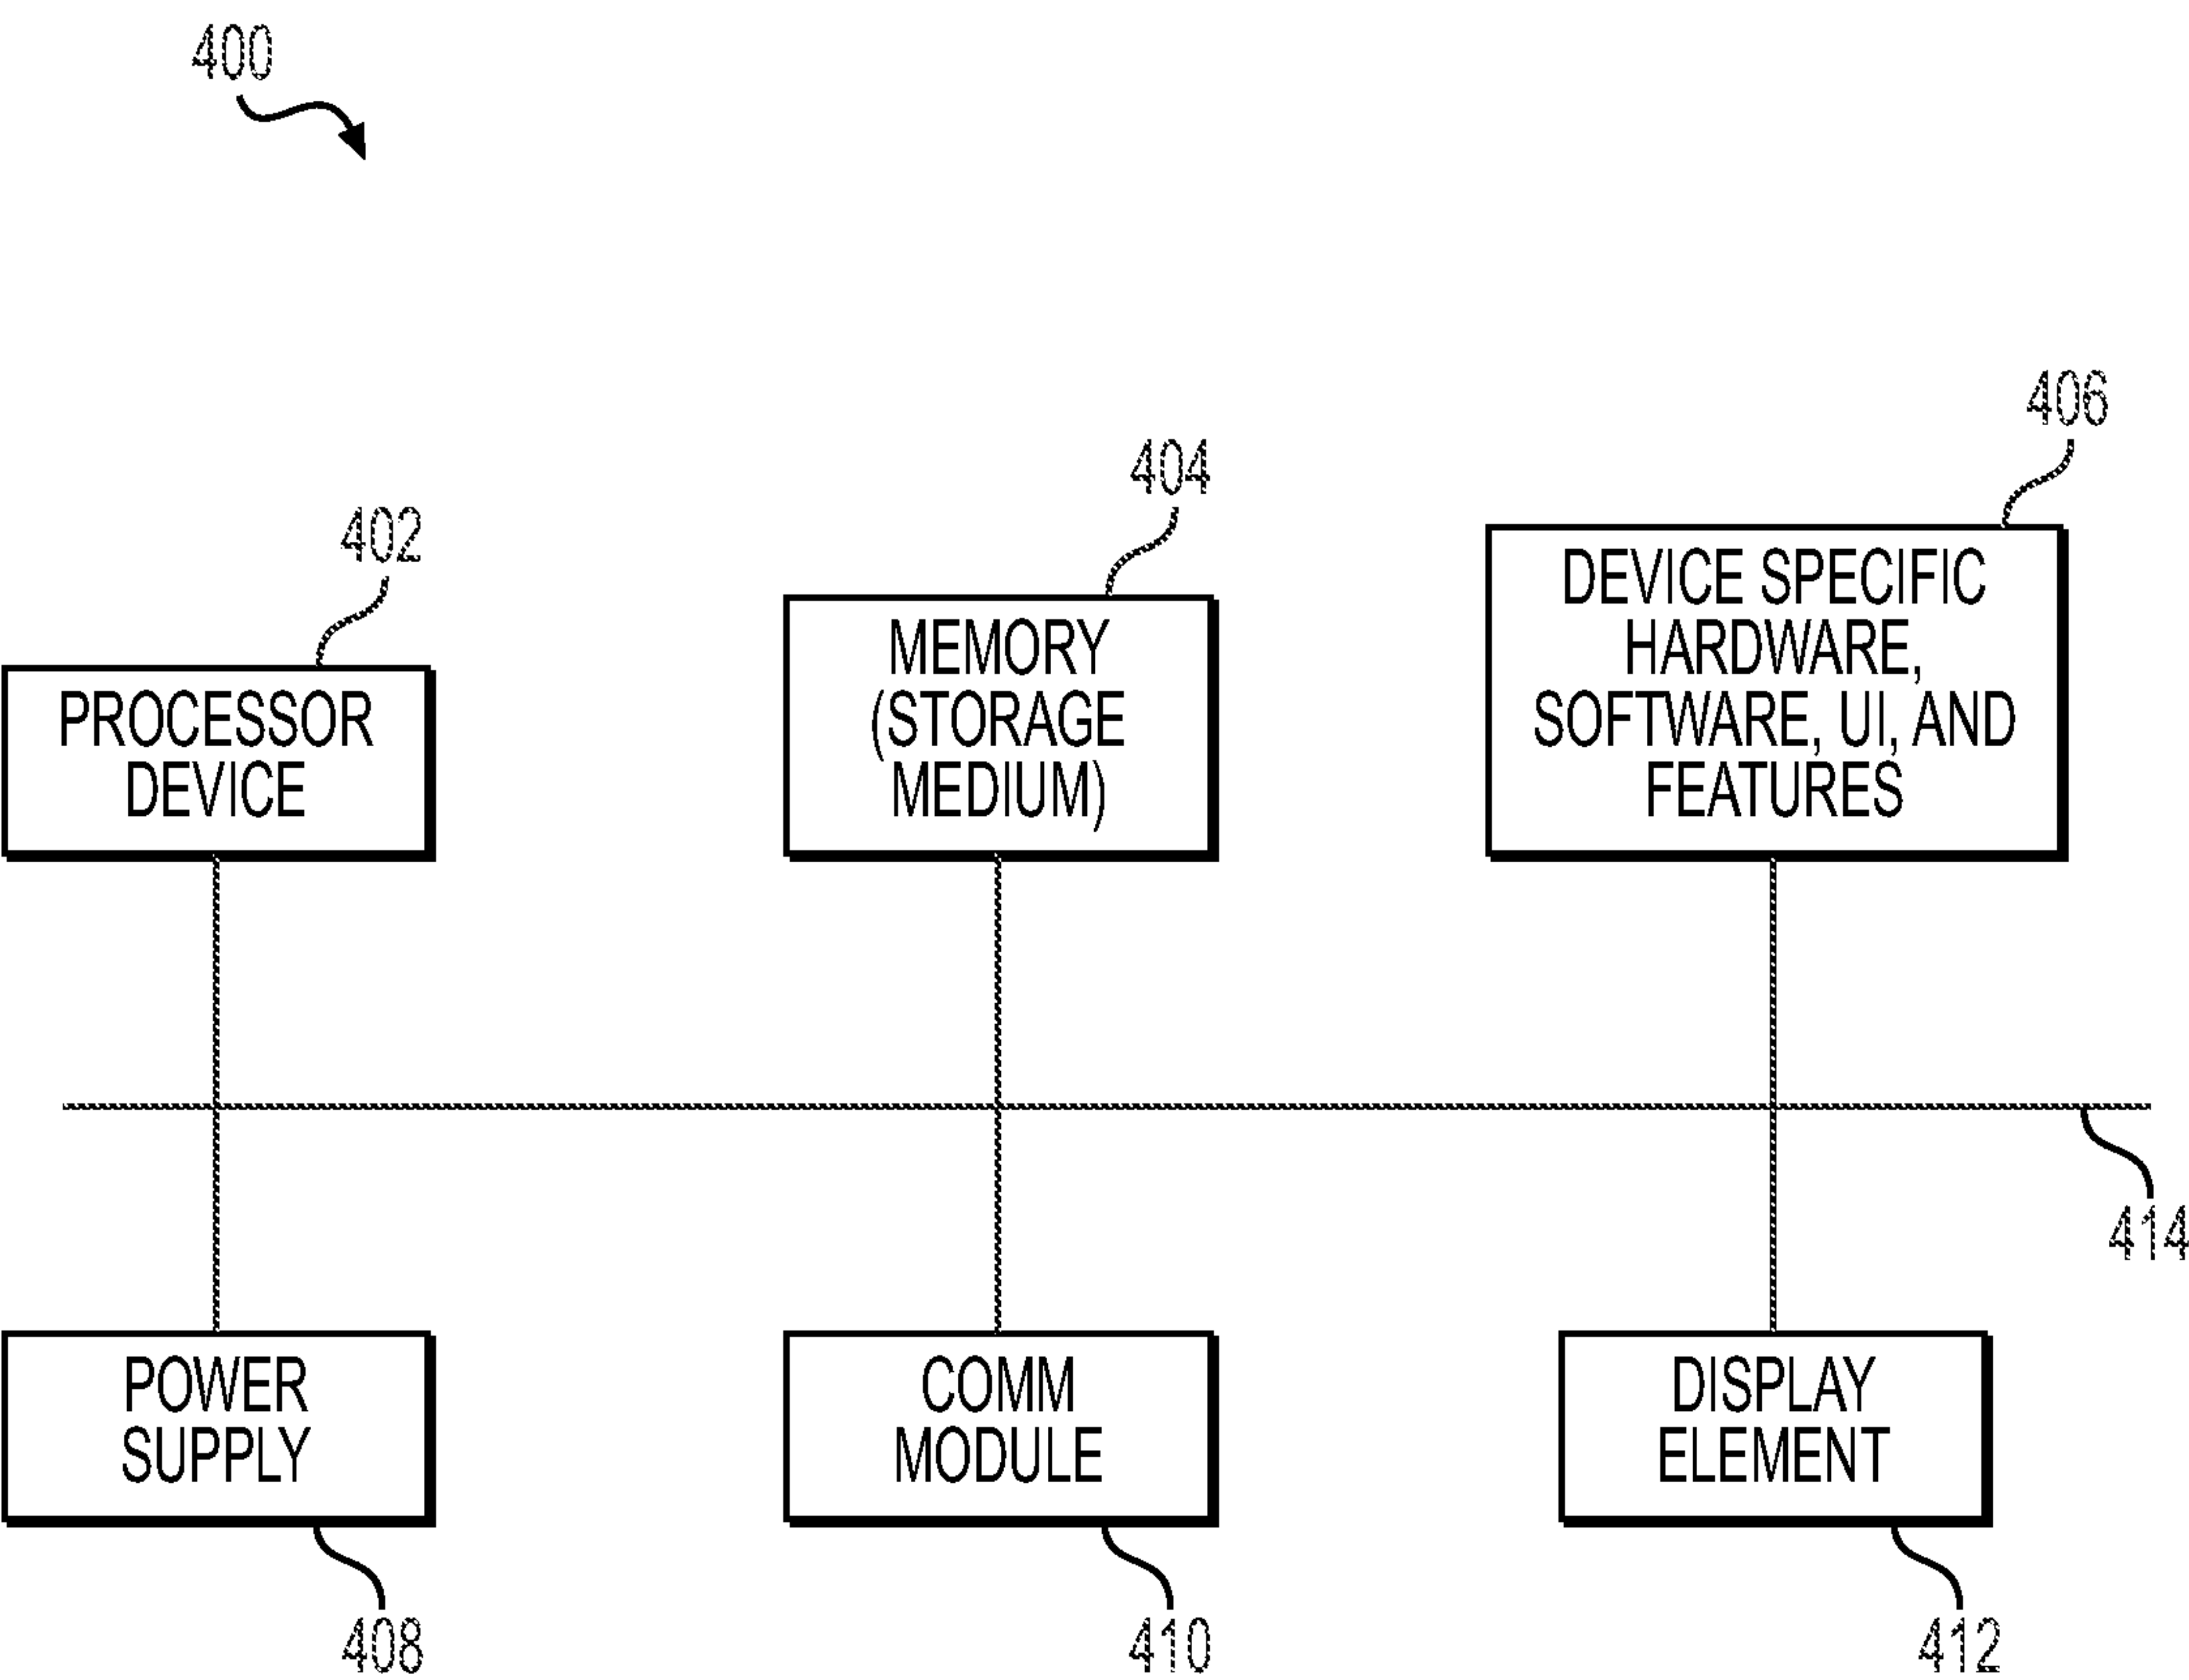 400
406
404
402
DEVICE SPECIFIC
HARDWARE,
SOFTWARE, UI, AND
FEATURES
MEMORY
(STORAGE
MEDIUM)
PROCESSOR
DEVICE
414
POWER
SUPPLY
COMM
MODULE
DISPLAY
ELEMENT
408
410
412